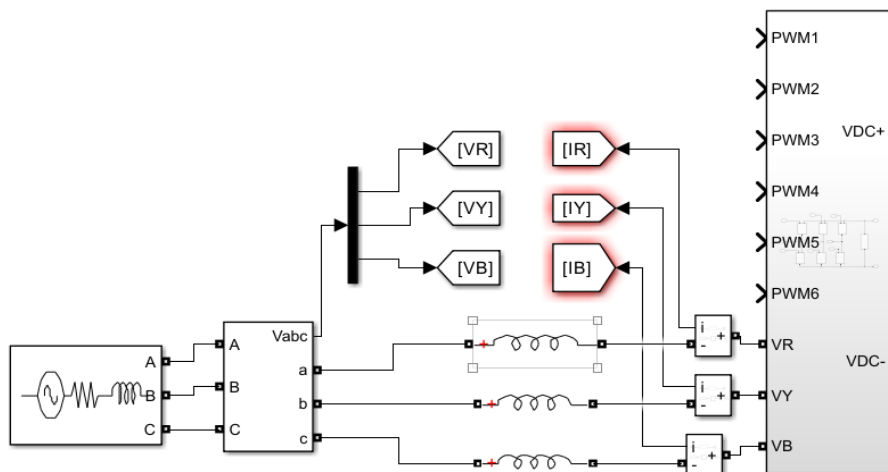 PWM1
PWM2
PWM3
PWM4
PWM5
PWM6
VDC+
VDC-
[VR]
[IR]
[VY]
[IY]
[VB]
[IB]
Vabc
A
B
C
A
B
C
a
b
c
+
+
+
i
- +
i
- +
i
- +
VR
VY
VB